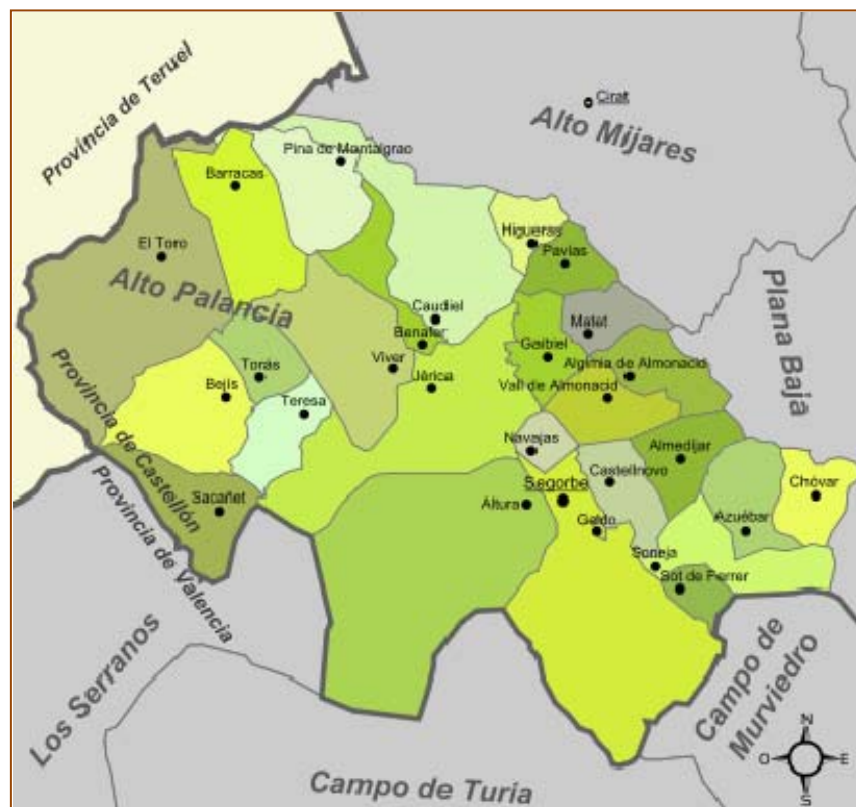 Província de Teruel
Cirat
Alto Mijares
Pina de Montalgrao
Barracas
El Toro
Higueras
Pavías
Alto Palancia
Plana Baja
Caudiel
Matet
Benafer
Gaibiel
Algimia de Almonacid
Viver
Torás
Jérica
Vall de Almonacid
Bejís
Teresa
Província de Castellón
Navajas
Almedíjar
Castellnovo
Chóvar
Segorbe
Sacañet
Altura
Geldo
Azuébar
Província de Valencia
Soneja
Sot de Ferrer
Los Serranos
Campo de
Murviedro
Campo de Turia
N
O
E
S